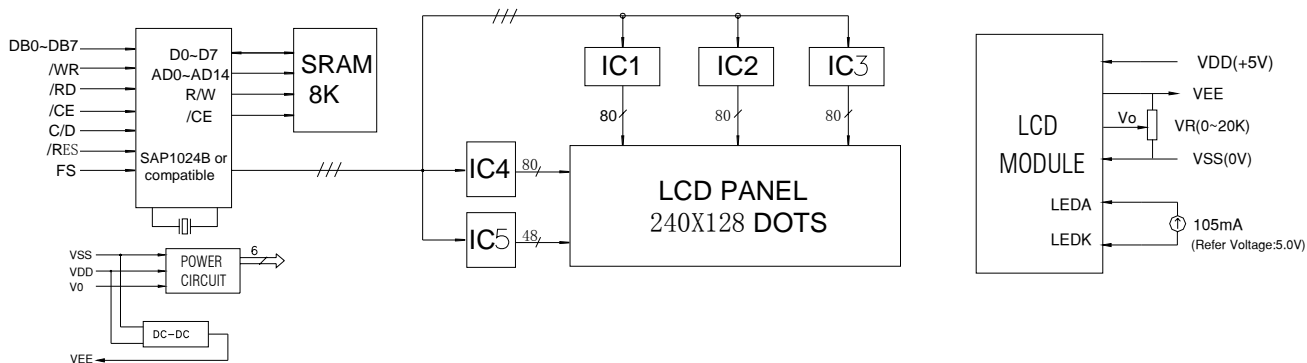 DB0~DB7
/WR
/RD
/CE
C/D
/RES
FS
D0~D7
AD0~AD14
R/W
/CE
SAP1024B or
compatible
SRAM
8K
IC1
IC2
IC3
80
80
80
IC4
80
IC5
48
LCD PANEL
240X128 DOTS
VSS
VDD
V0
POWER
CIRCUIT
6
DC-DC
VEE
LCD
MODULE
LEDA
LEDK
VDD(+5V)
VEE
Vo
VR(0~20K)
VSS(0V)
105mA
(Refer Voltage:5.0V)